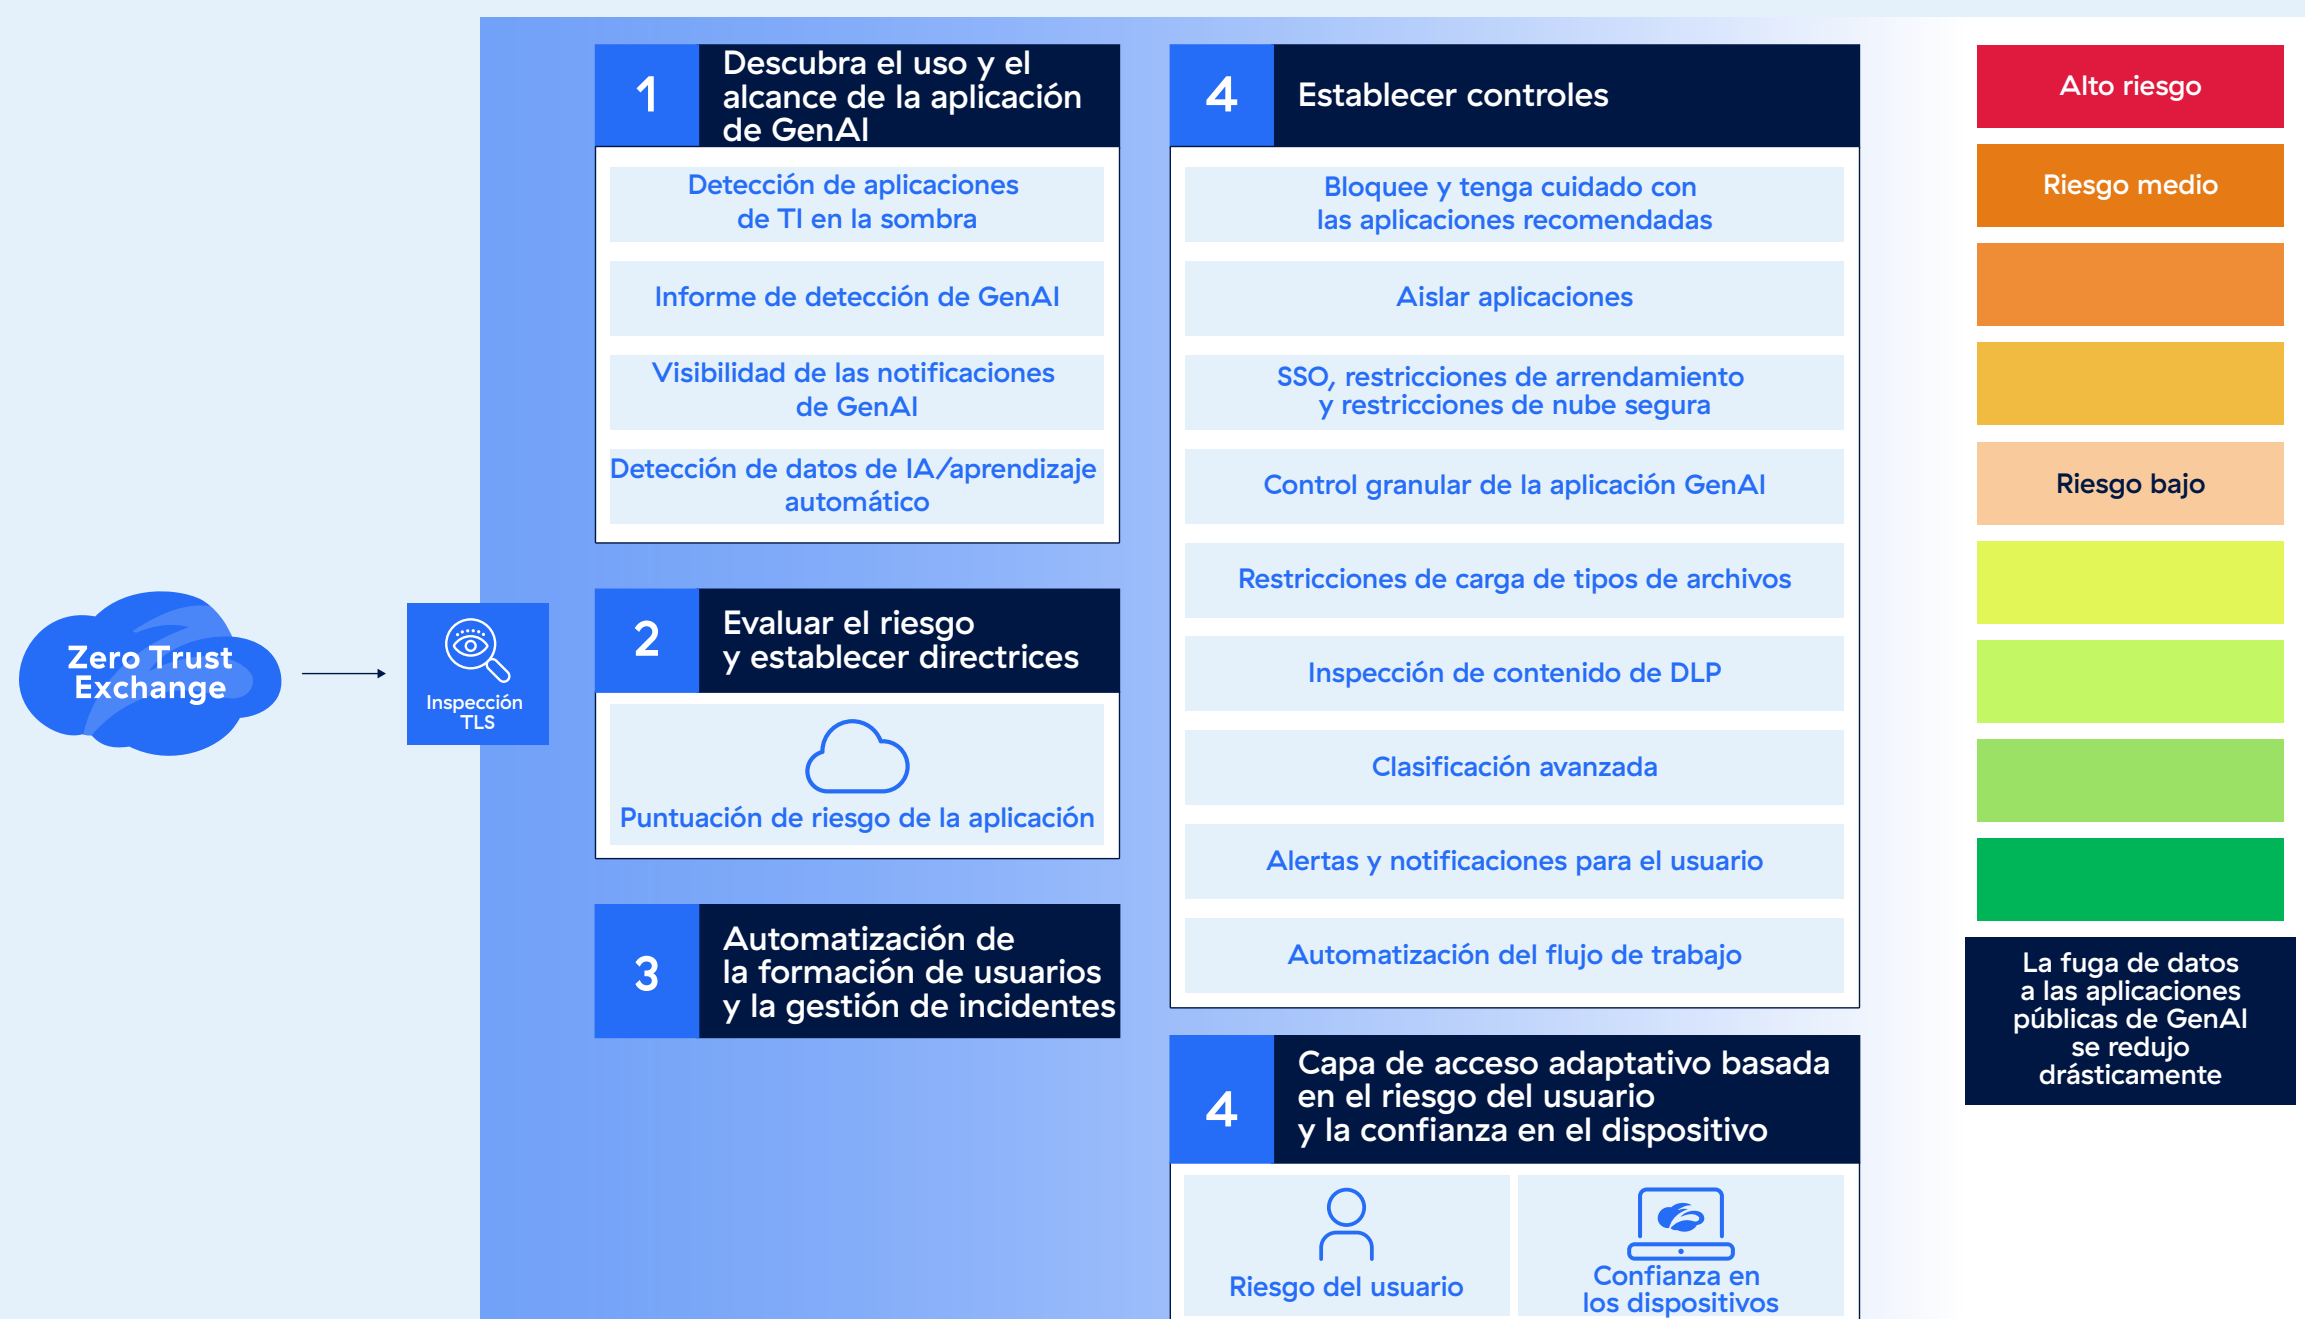 Zero Trust
Exchange
Inspección
TLS
1
Descubra el uso y el
alcance de la aplicación
de GenAI
Detección de aplicaciones
de TI en la sombra
Informe de detección de GenAI
Visibilidad de las notificaciones
de GenAI
Detección de datos de IA/aprendizaje
automático
2
Evaluar el riesgo
y establecer directrices
Puntuación de riesgo de la aplicación
3
Automatización de
la formación de usuarios
y la gestión de incidentes
4
Establecer controles
Bloquee y tenga cuidado con
las aplicaciones recomendadas
Aislar aplicaciones
SSO, restricciones de arrendamiento
y restricciones de nube segura
Control granular de la aplicación GenAI
Restricciones de carga de tipos de archivos
Inspección de contenido de DLP
Clasificación avanzada
Alertas y notificaciones para el usuario
Automatización del flujo de trabajo
4
Capa de acceso adaptativo basada
en el riesgo del usuario
y la confianza en el dispositivo
Riesgo del usuario
Confianza en
los dispositivos
Alto riesgo
Riesgo medio
Riesgo bajo
La fuga de datos
a las aplicaciones
públicas de GenAI
se redujo
drásticamente